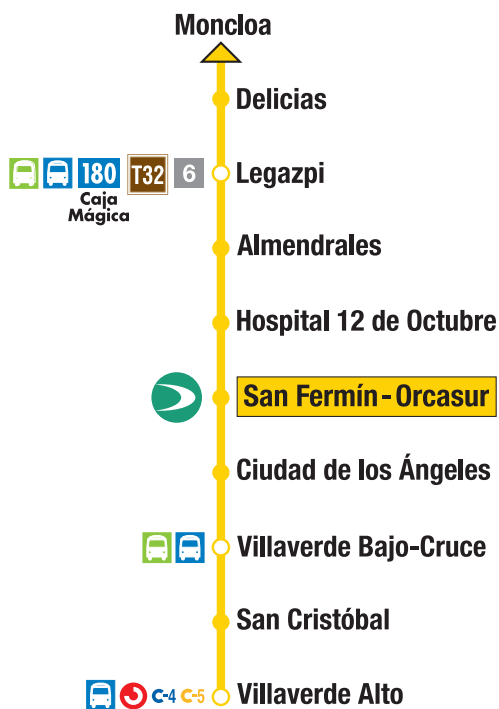 Moncloa
Delicias
180 T32 6 Legazpi
Caja
Mágica
Almendrales
Hospital 12 de Octubre
San Fermín-Orcasur
Ciudad de los Ángeles
Villaverde Bajo-Cruce
San Cristóbal
C-4 C-5 Villaverde Alto